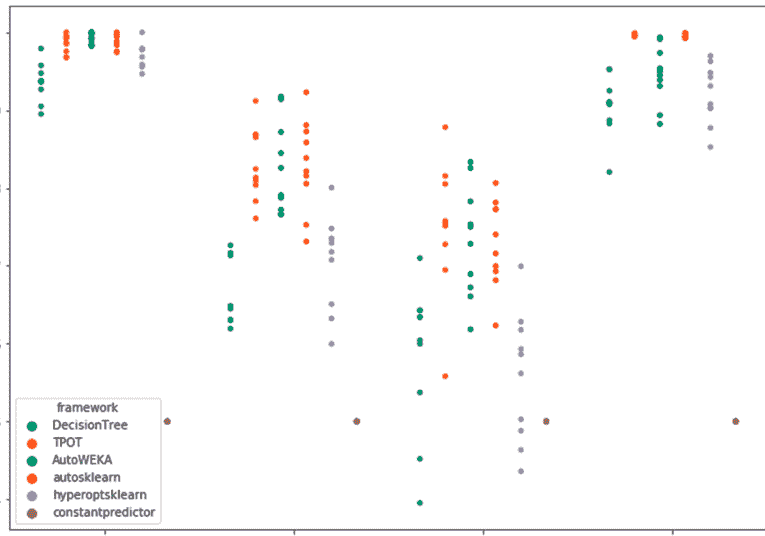 framework
DecisionTree
TPOT
AutoWEKA
autosklearn
hyperoptsklearn
constantpredictor